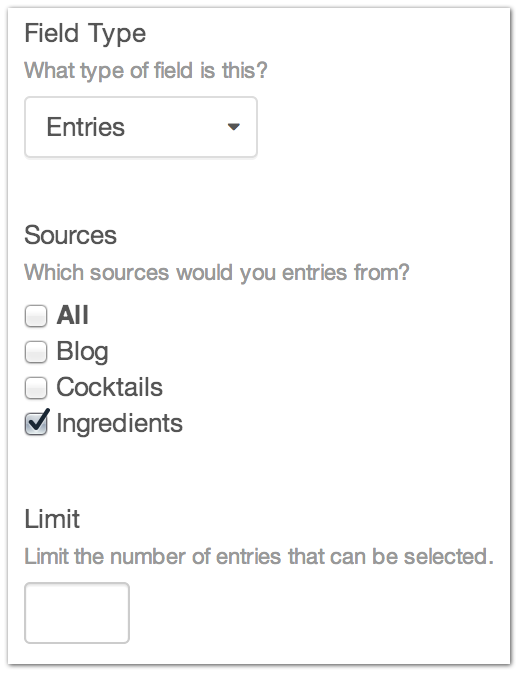 Field Type
What type of field is this?
Entries
Sources
Which sources would you entries from?
All
Blog
Cocktails
Ingredients
Limit
Limit the number of entries that can be selected.